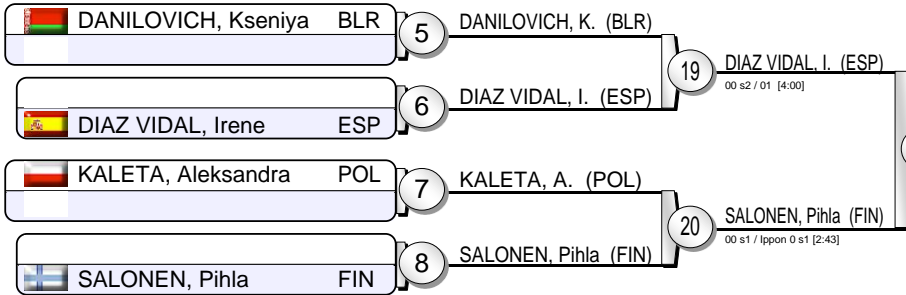 DANILOVICH, Kseniya BLR
5
DANILOVICH, K. (BLR)
19
DIAZ VIDAL, I. (ESP)
00 s2 / 01 [4:00]
6
DIAZ VIDAL, I. (ESP)
DIAZ VIDAL, Irene ESP
KALETA, Aleksandra POL
7
KALETA, A. (POL)
20
SALONEN, Pihla (FIN)
00 s1 / Ippon 0 s1 [2:43]
8
SALONEN, Pihla (FIN)
SALONEN, Pihla FIN